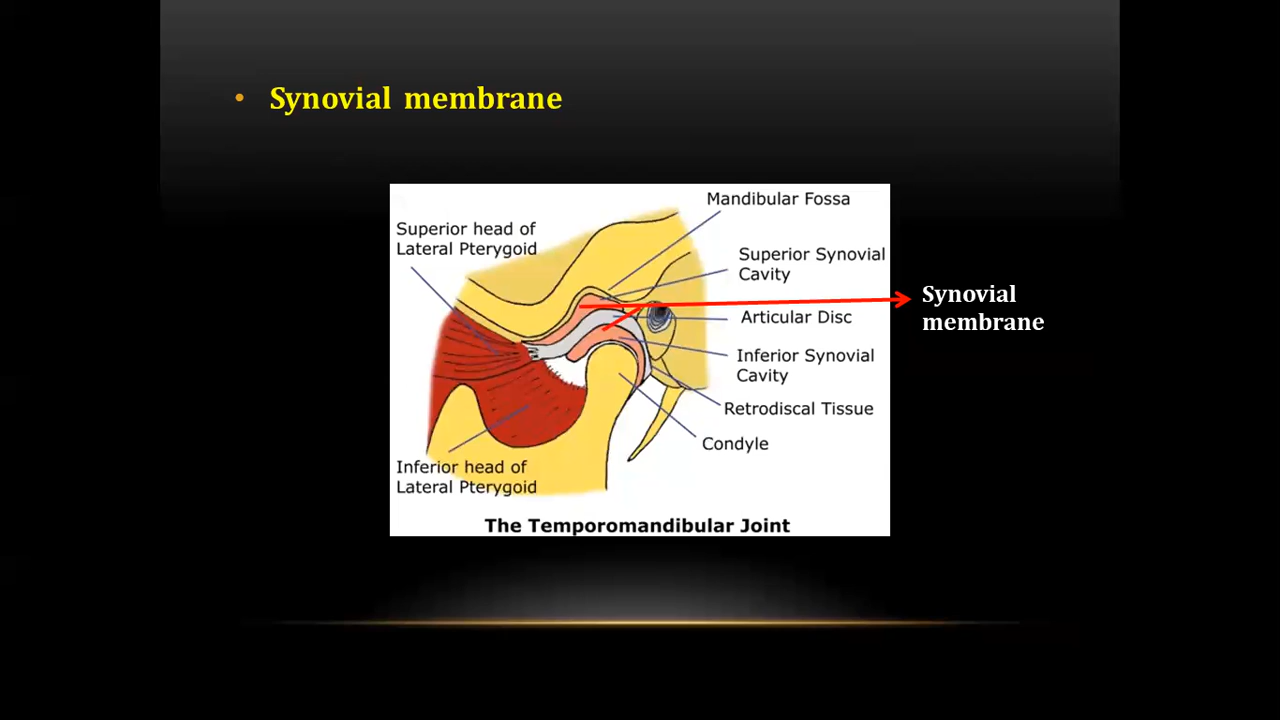 • Synovial membrane
Mandibular Fossa
Superior head of
Lateral Pterygoid
Superior Synovial
Cavity
Synovial
membrane
Articular Disc
Inferior Synovial
Cavity
Retrodiscal Tissue
Condyle
Inferior head of
Lateral Pterygoid
The Temporomandibular Joint